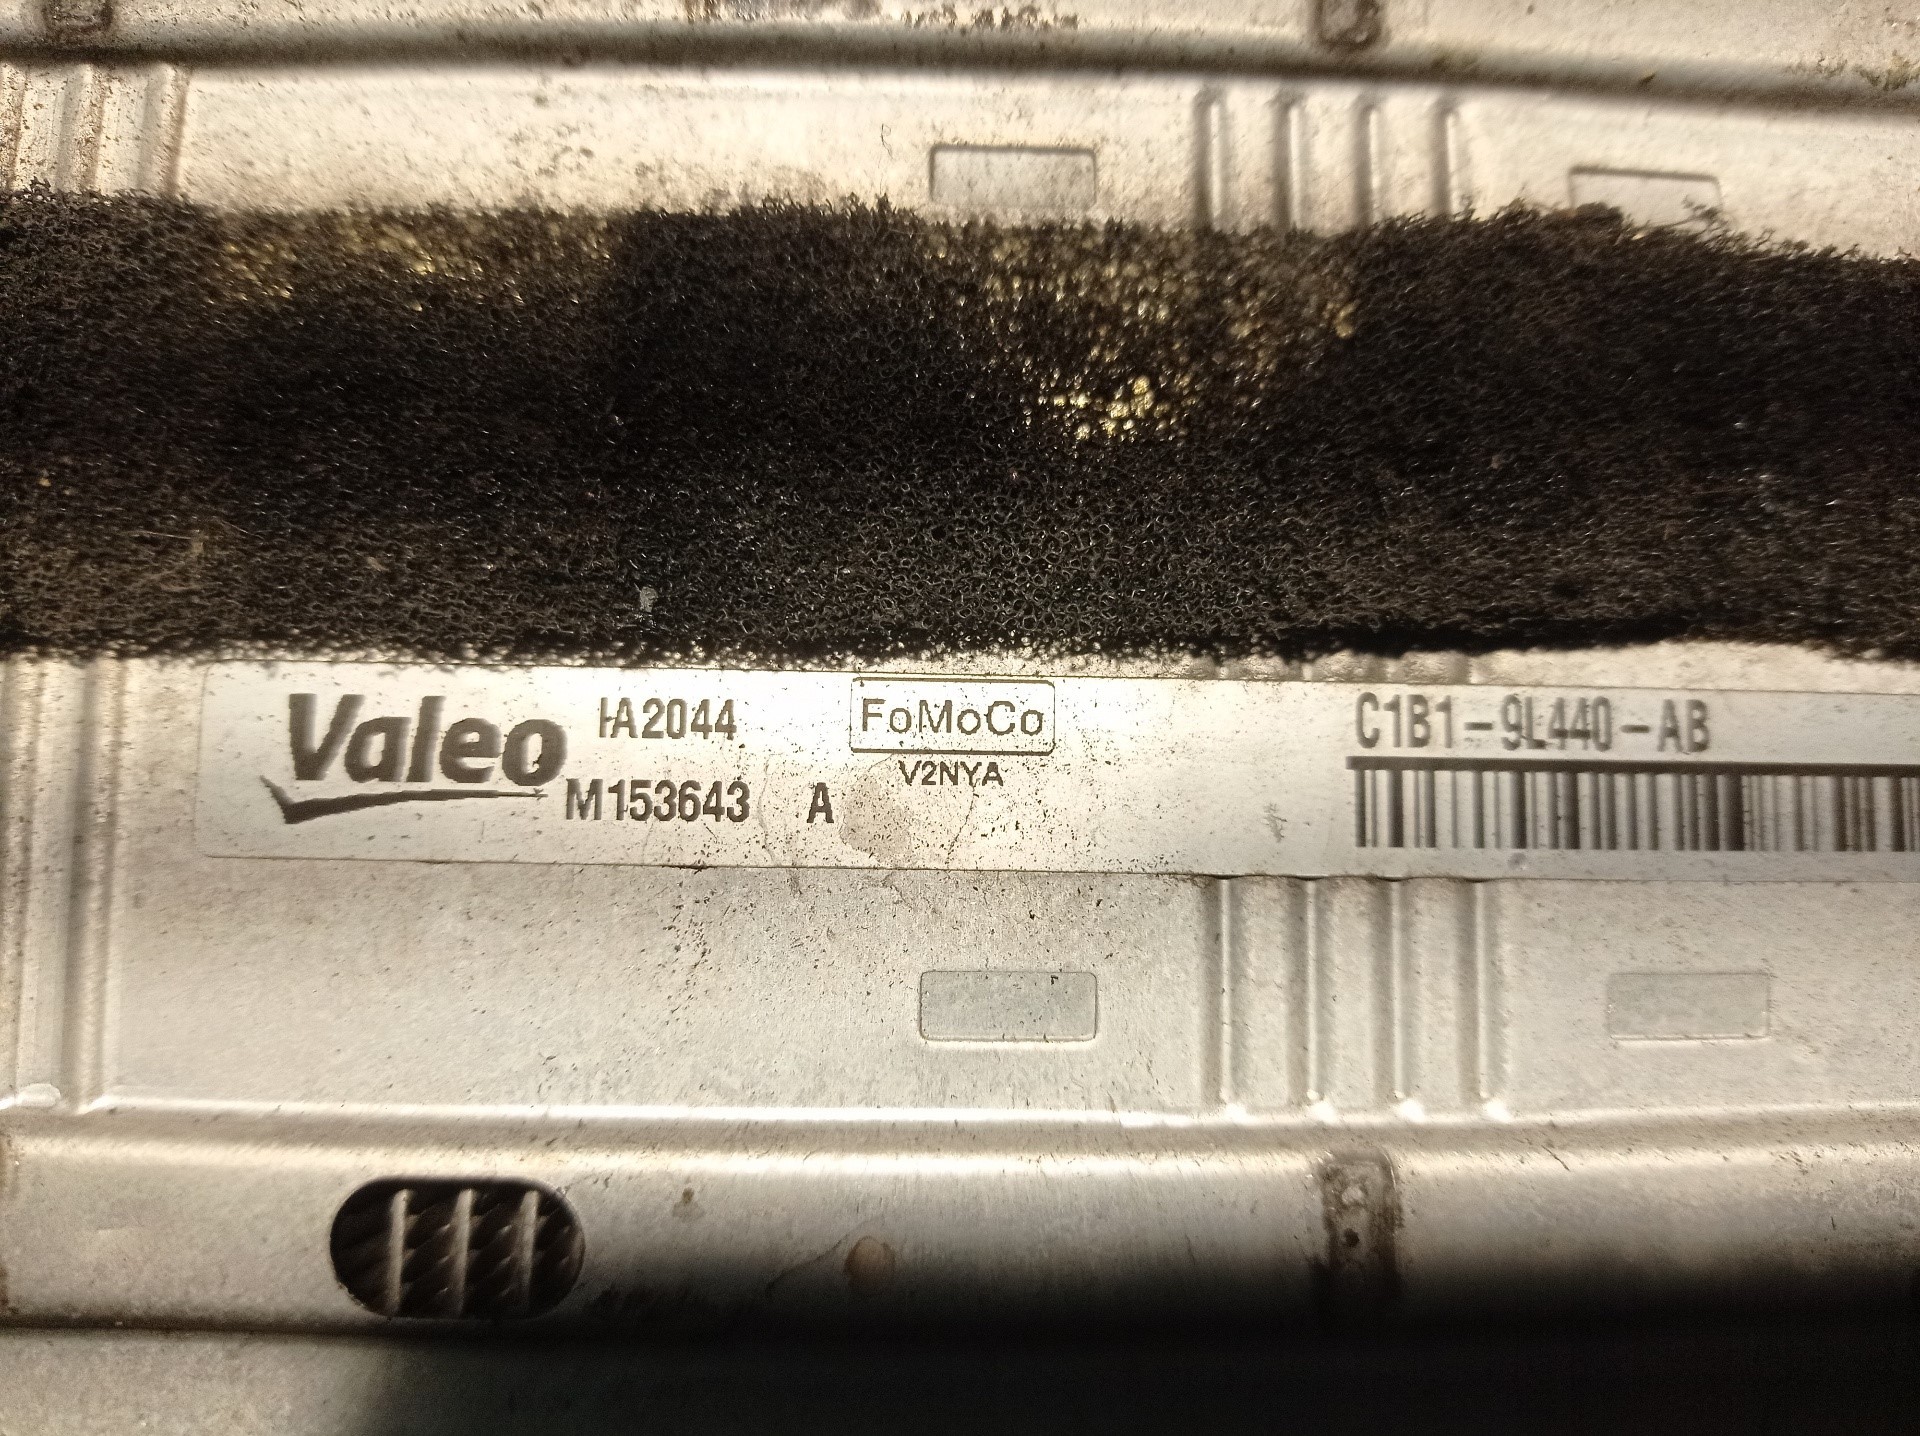 Valeo IA2044 FoMoCo C1B1-9L440-AB
M153643 A V2NYA